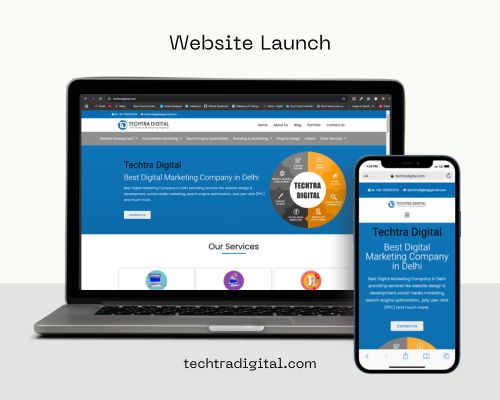 Website Launch
techtradigital.com
TECHTRA DIGITAL
Home About Us Blog Portfolio Contact Us
Website Development Social Media Marketing Search Engine Optimization Branding & Advertising Graphic Design Videos Other Services
Techtra Digital
Best Digital Marketing Company in Delhi
Best Digital Marketing Company in Delhi providing services like website design &
development, social media marketing, search engine optimization, pay-per-click (PPC)
and much more.
Contact Us
TECHTRA
DIGITAL
Our Services
techtradigital.com
TECHTRA DIGITAL
Techtra Digital
Best Digital
Marketing Company
in Delhi
Best Digital Marketing Company in Delhi
providing services like website design &
development, social media marketing,
search engine optimization, pay-per-click
(PPC) and much more.
Contact Us
techtradigital.com